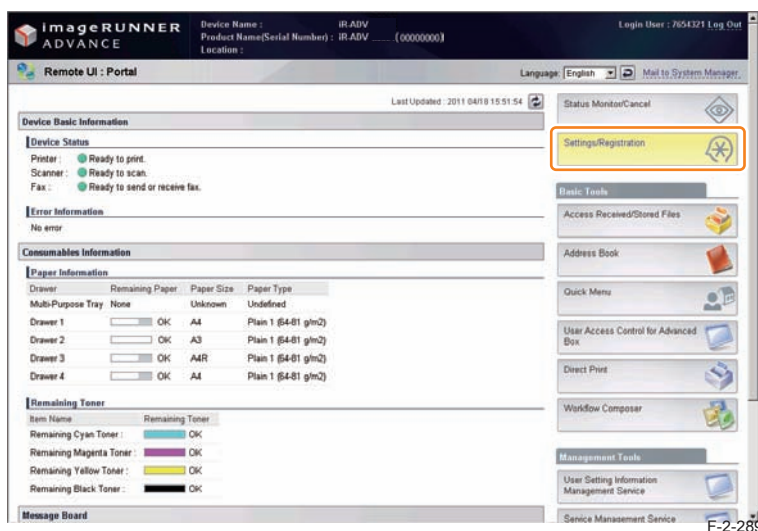 imageRUNNER
ADVANCE
Device Name : iR-ADV
Product Name(Serial Number) : iR-ADV (00000000)
Location :
Login User : 7654321 Log Out
Remote UI : Portal
Language: English
Mail to System Manager
Last Updated : 2011 04/18 15:51:54
Device Basic Information
Device Status
Printer : Ready to print.
Scanner : Ready to scan.
Fax : Ready to send or receive fax.
Error Information
No error
Consumables Information
Paper Information
Drawer Remaining Paper Paper Size Paper Type
Multi-Purpose Tray None Unknown Undefined
Drawer 1 OK A4 Plain 1 (64-81 g/m2)
Drawer 2 OK A3 Plain 1 (64-81 g/m2)
Drawer 3 OK A4R Plain 1 (64-81 g/m2)
Drawer 4 OK A4 Plain 1 (64-81 g/m2)
Remaining Toner
Item Name Remaining Toner
Remaining Cyan Toner : OK
Remaining Magenta Toner : OK
Remaining Yellow Toner : OK
Remaining Black Toner : OK
Message Board
Status Monitor/Cancel
Settings/Registration
Basic Tools
Access Received/Stored Files
Address Book
Quick Menu
User Access Control for Advanced
Box
Direct Print
Workflow Composer
Management Tools
User Setting Information
Management Service
Service Management Service
F-2-289